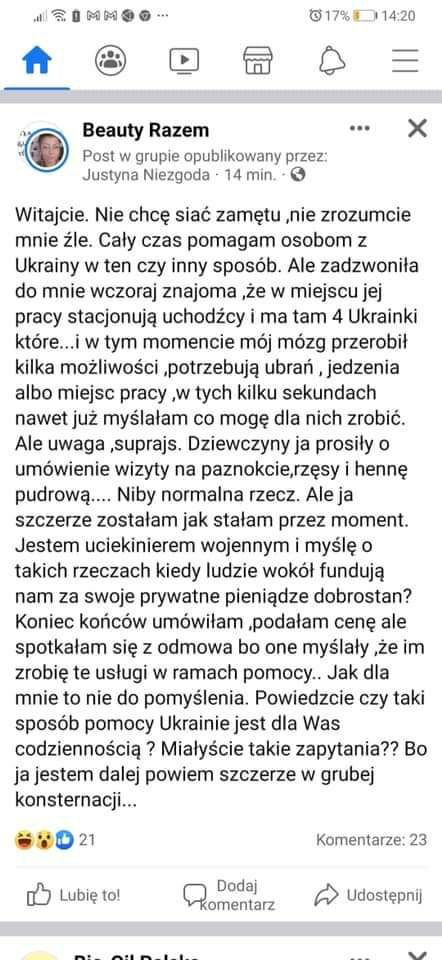 17% 14:20
Beauty Razem
Post w grupie opublikowany przez:
Justyna Niezgoda · 14 min. ·
Witajcie. Nie chcę siać zamętu ,nie zrozumcie
mnie źle. Cały czas pomagam osobom z
Ukrainy w ten czy inny sposób. Ale zadzwoniła
do mnie wczoraj znajoma ,że w miejscu jej
pracy stacjonują uchodźcy i ma tam 4 Ukrainki
które...i w tym momencie mój mózg przerobił
kilka możliwości ,potrzebują ubrań , jedzenia
albo miejsc pracy ,w tych kilku sekundach
nawet już myślałam co mogę dla nich zrobić.
Ale uwaga ,suprajs. Dziewczyny ja prosiły o
umówienie wizyty na paznokcie,rzęsy i hennę
pudrową.... Niby normalna rzecz. Ale ja
szczerze zostałam jak stałam przez moment.
Jestem uciekinierem wojennym i myślę o
takich rzeczach kiedy ludzie wokół fundują
nam za swoje prywatne pieniądze dobrostan?
Koniec końców umówiłam ,podałam cenę ale
spotkałam się z odmowa bo one myślały ,że im
zrobię te usługi w ramach pomocy.. Jak dla
mnie to nie do pomyślenia. Powiedzcie czy taki
sposób pomocy Ukrainie jest dla Was
codziennością ? Miałyście takie zapytania?? Bo
ja jestem dalej powiem szczerze w grubej
konsternacji...
21 Komentarze: 23
Lubię to! Dodaj komentarz Udostępnij